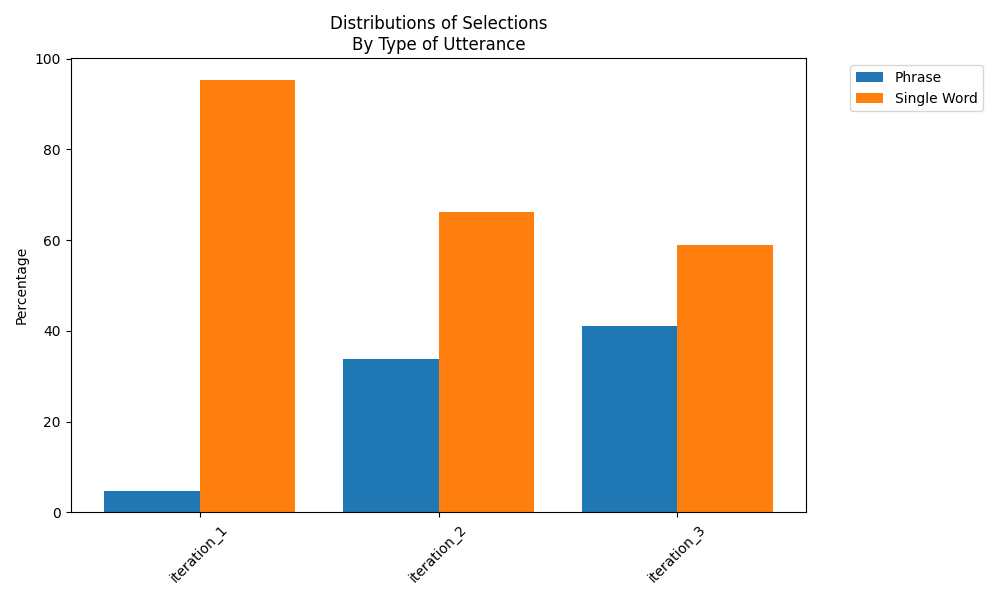 Distributions of Selections
By Type of Utterance
Percentage
100
80
60
40
20
0
iteration_1
iteration_2
iteration_3
Phrase
Single Word